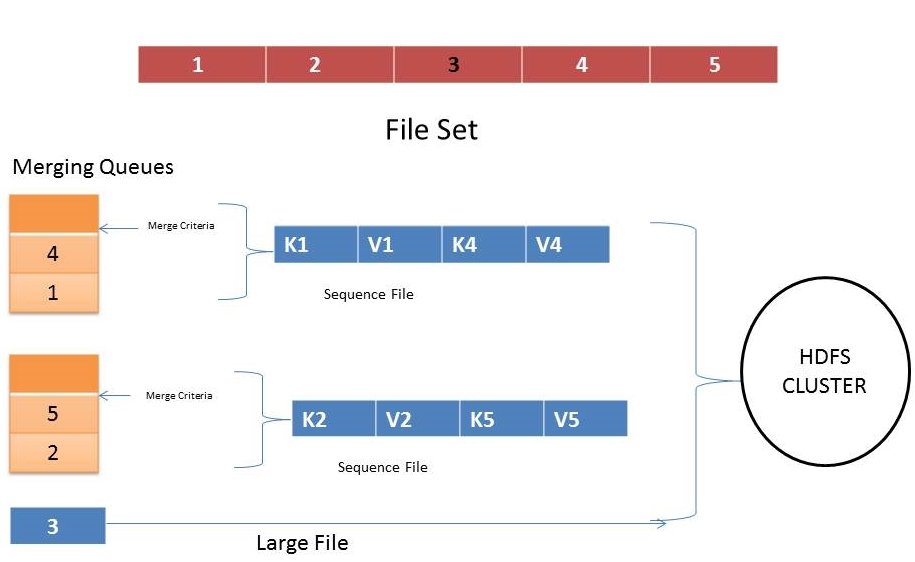 1 2 3 4 5
File Set
Merging Queues
Merge Criteria
4
1
K1 V1 K4 V4
Sequence File
Merge Criteria
5
2
K2 V2 K5 V5
Sequence File
3
Large File
HDFS
CLUSTER